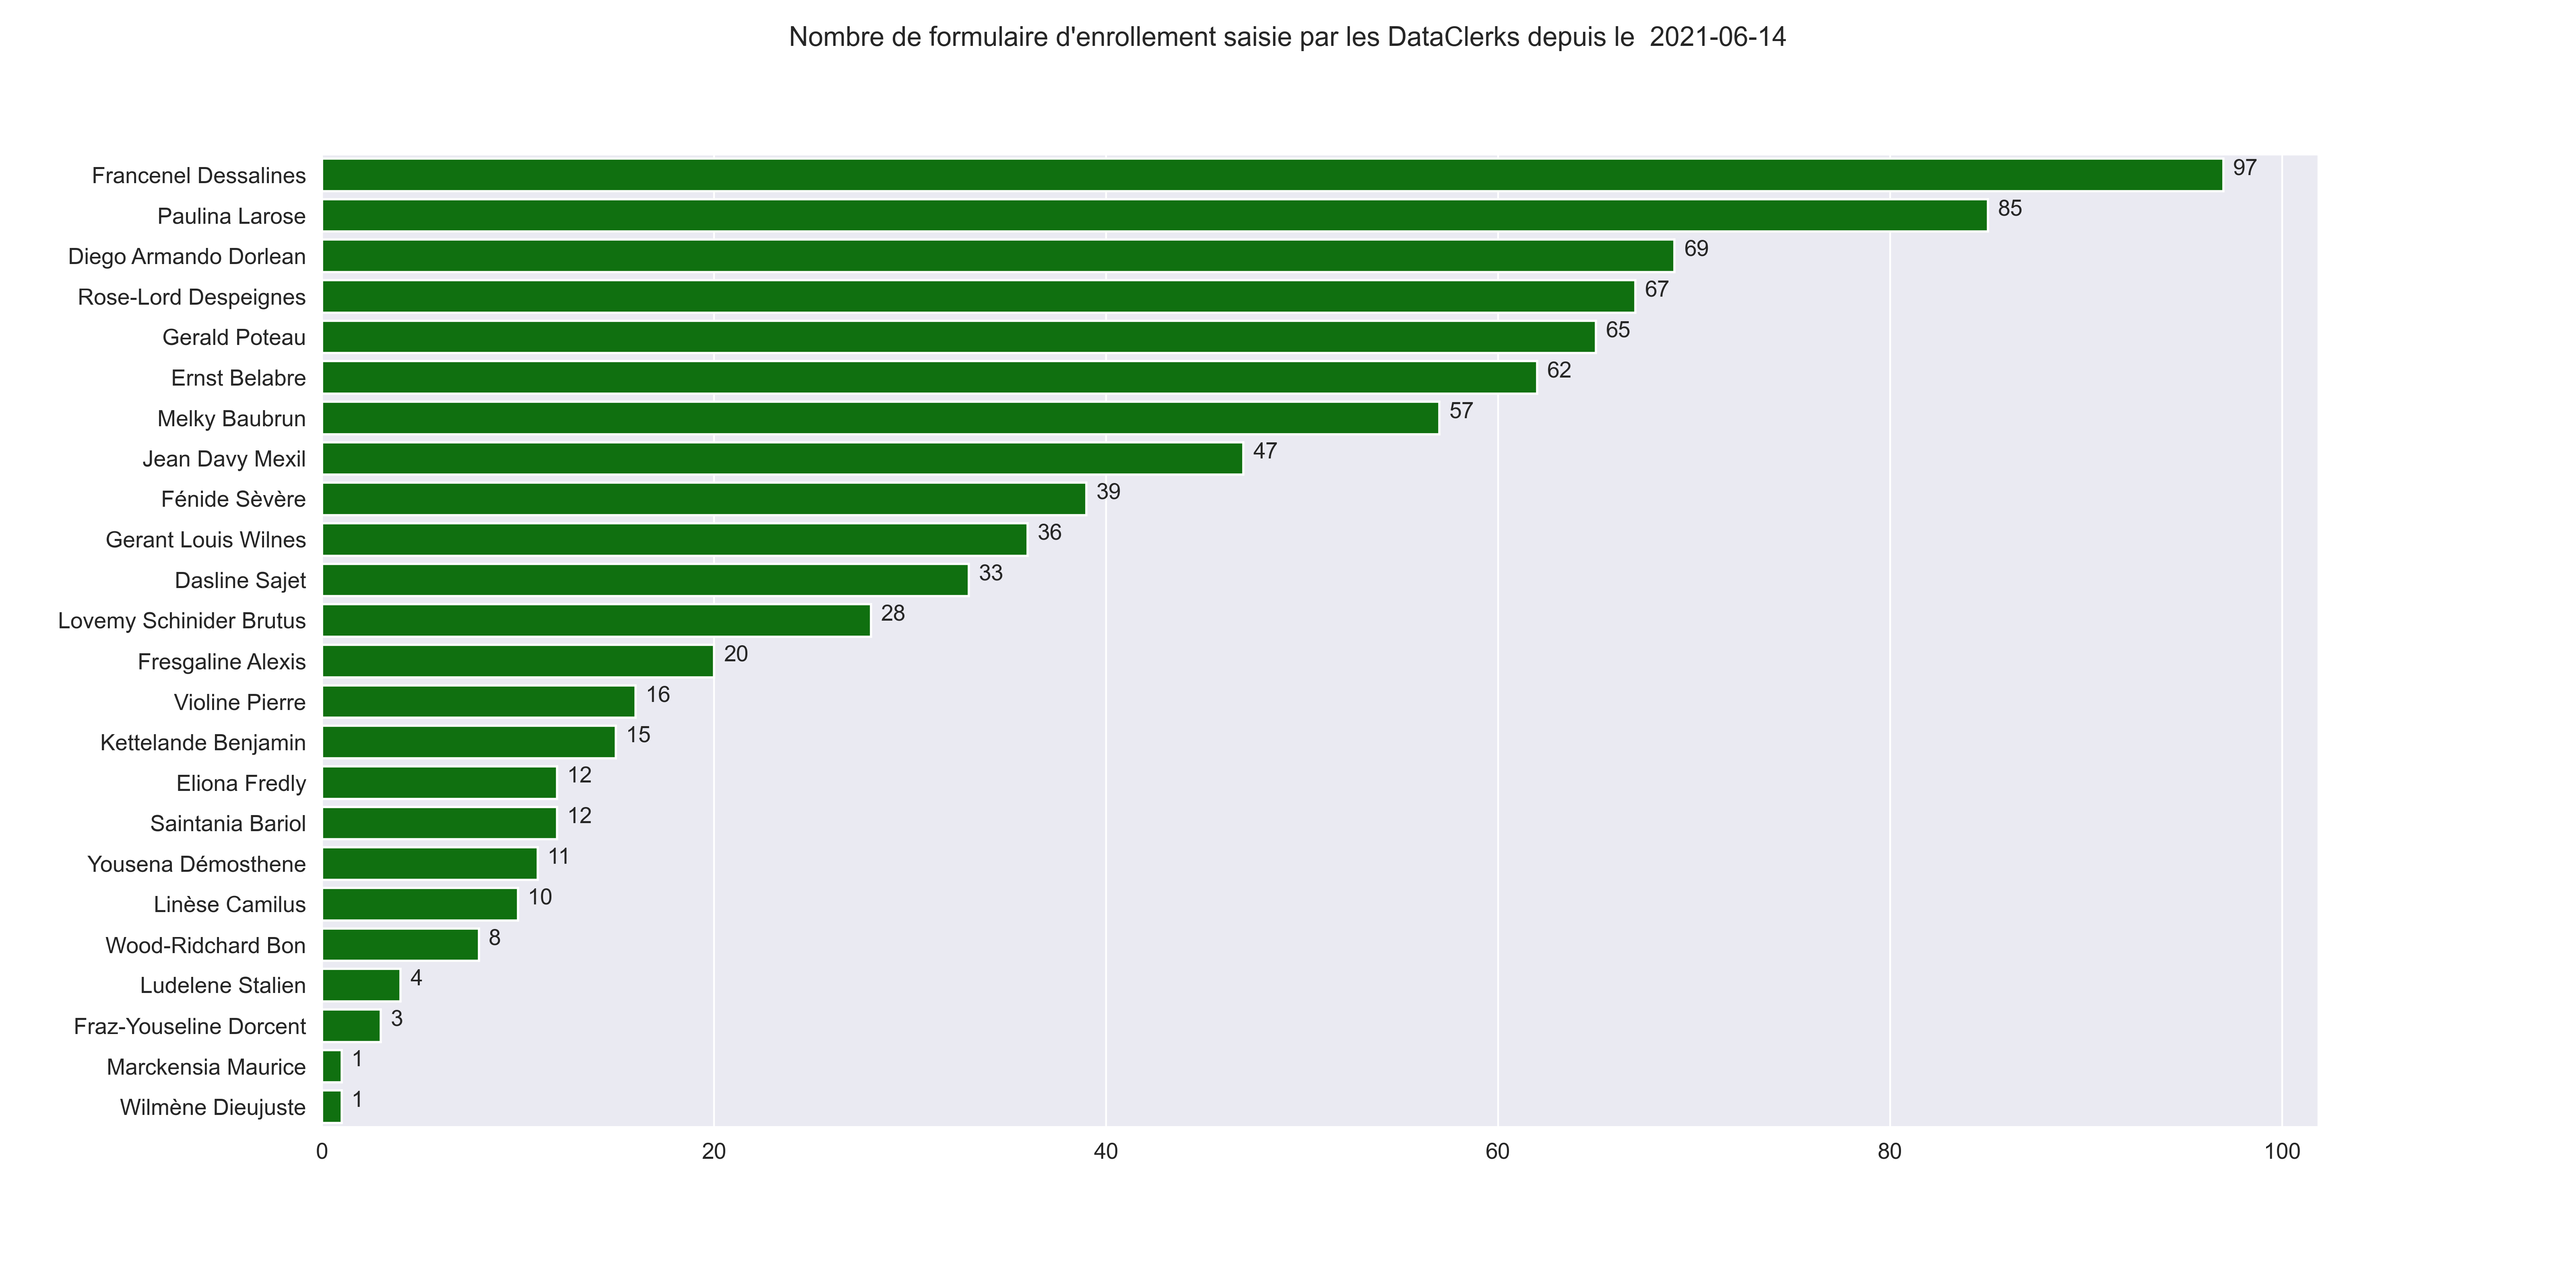 Nombre de formulaire d'enrollement saisie par les DataClerks depuis le  2021-06-14
Francenel Dessalines 97
Paulina Larose 85
Diego Armando Dorlean 69
Rose-Lord Despeignes 67
Gerald Poteau 65
Ernst Belabre 62
Melky Baubrun 57
Jean Davy Mexil 47
Fénide Sèvère 39
Gerant Louis Wilnes 36
Dasline Sajet 33
Lovemy Schinider Brutus 28
Fresgaline Alexis 20
Violine Pierre 16
Kettelande Benjamin 15
Eliona Fredly 12
Saintania Bariol 12
Yousena Démosthene 11
Linèse Camilus 10
Wood-Ridchard Bon 8
Ludelene Stalien 4
Fraz-Youseline Dorcent 3
Marckensia Maurice 1
Wilmène Dieujuste 1
0 20 40 60 80 100